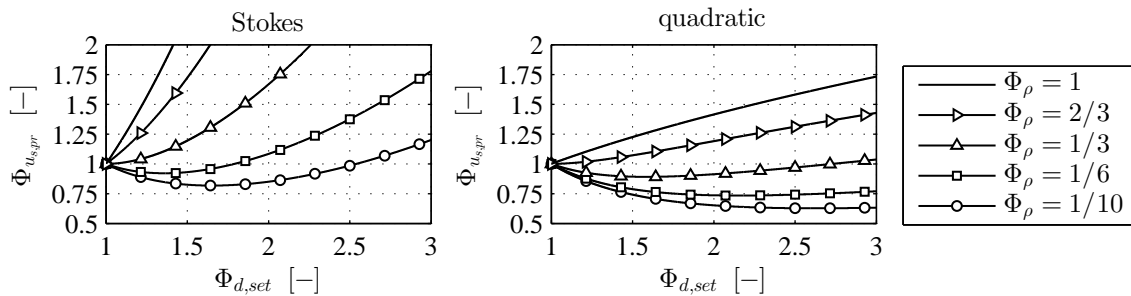 Stokes
2
1.75
1.5
1.25
1
0.75
0.5
1 1.5 2 2.5 3
Φ_{u_{s,pr}} [−]
Φ_{d,set} [−]
quadratic
2
1.75
1.5
1.25
1
0.75
0.5
1 1.5 2 2.5 3
Φ_{u_{s,pr}} [−]
Φ_{d,set} [−]
Φ_ρ = 1
Φ_ρ = 2/3
Φ_ρ = 1/3
Φ_ρ = 1/6
Φ_ρ = 1/10